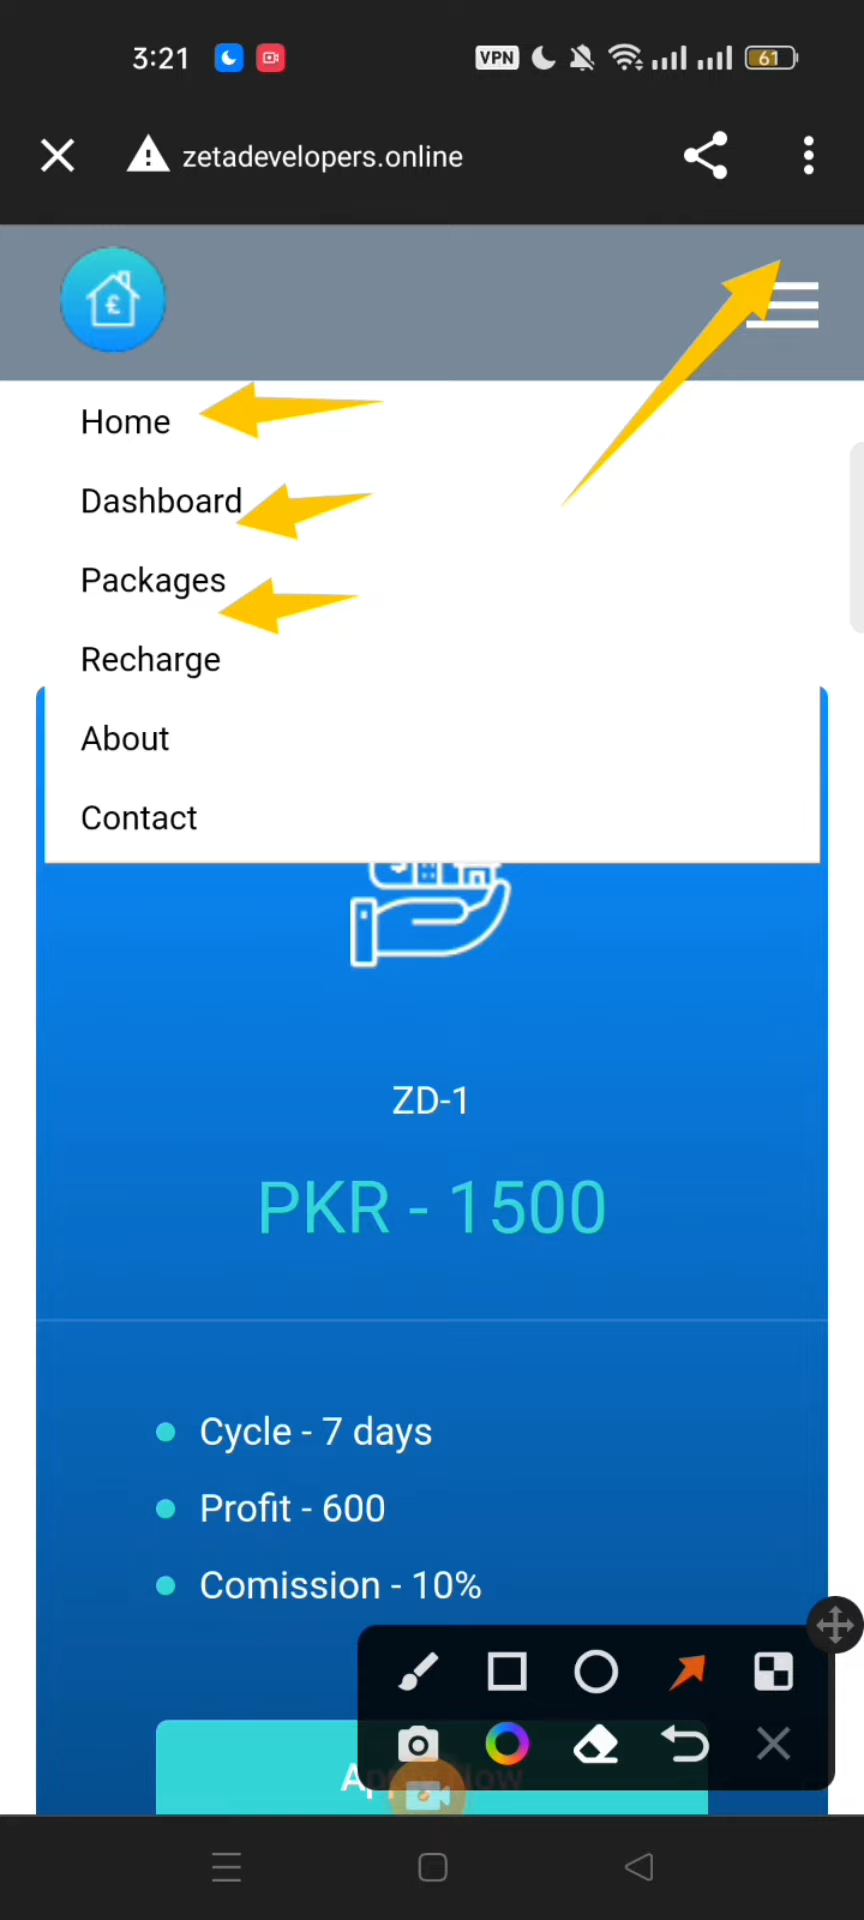 3:21
VPN
61
zetadevelopers.online
£
Home
Dashboard
Packages
Recharge
About
Contact
ZD-1
PKR - 1500
Cycle - 7 days
Profit - 600
Comission - 10%